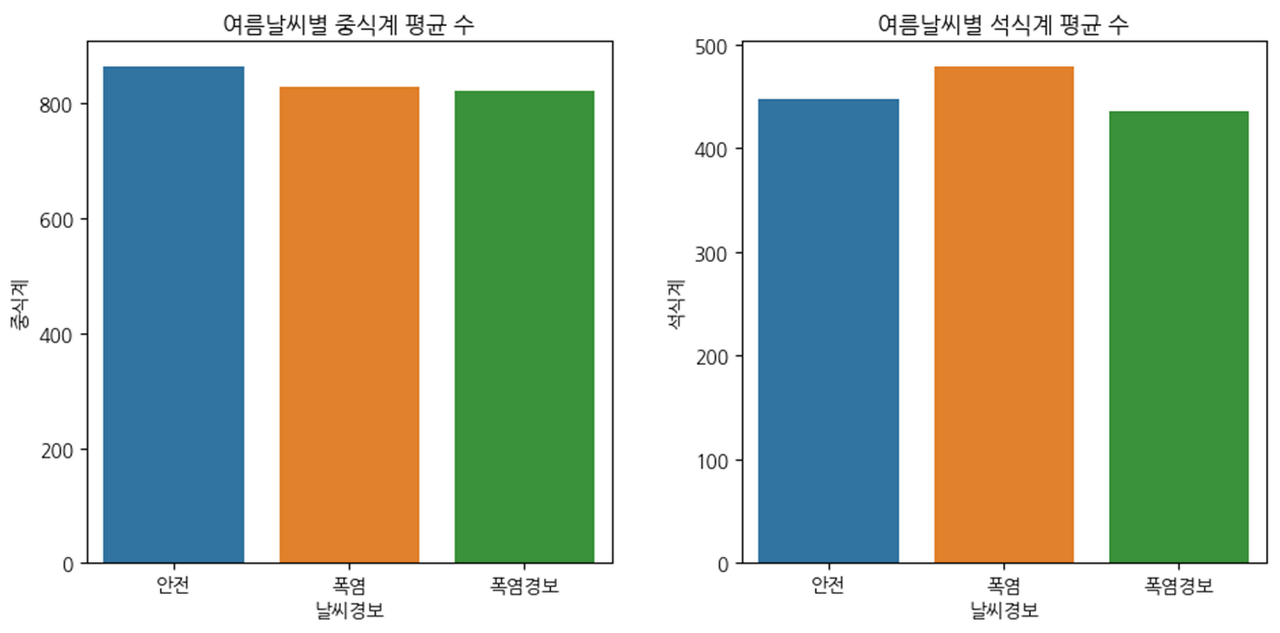 여름날씨별 중식계 평균 수
중식계
800
600
400
200
0
안전
폭염
폭염경보
날씨경보
여름날씨별 석식계 평균 수
석식계
500
400
300
200
100
0
안전
폭염
폭염경보
날씨경보